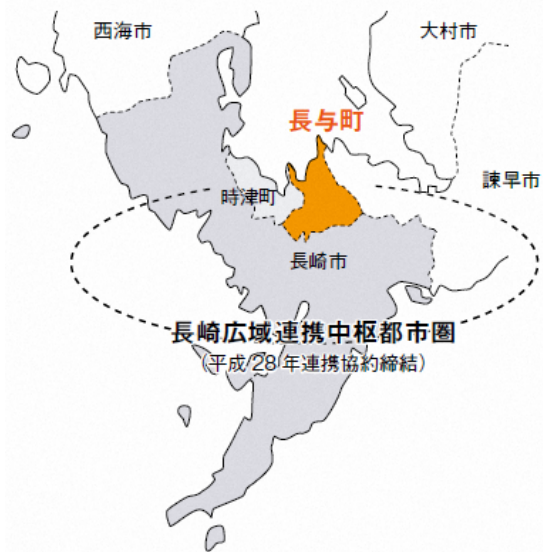 西海市
大村市
長与町
諫早市
時津町
長崎市
長崎広域連携中枢都市圏
（平成28年連携協約締結）